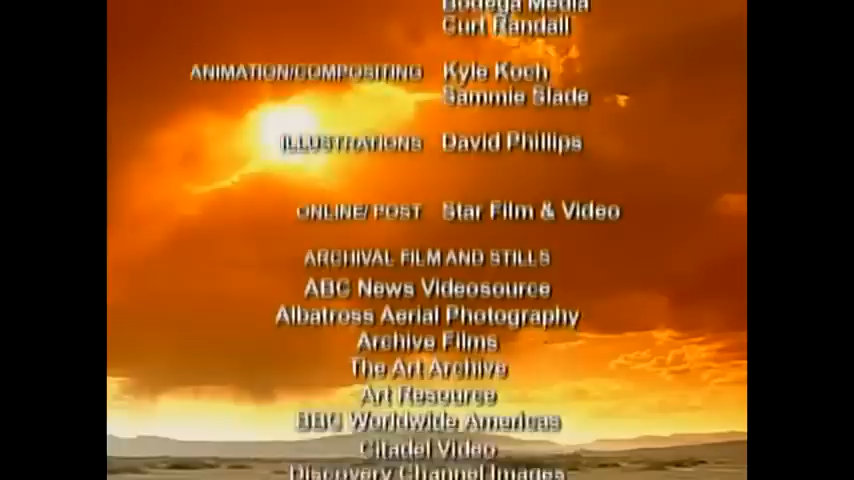 Bodega Media
Curt Randall
ANIMATION/COMPOSITING Kyle Koch
Sammie Slade
ILLUSTRATIONS David Phillips
ONLINE/POST Star Film & Video
ARCHIVAL FILM AND STILLS
ABC News Videosource
Albatross Aerial Photography
Archive Films
The Art Archive
Art Resource
BBC Worldwide Americas
Citadel Video
Discovery Channel Images